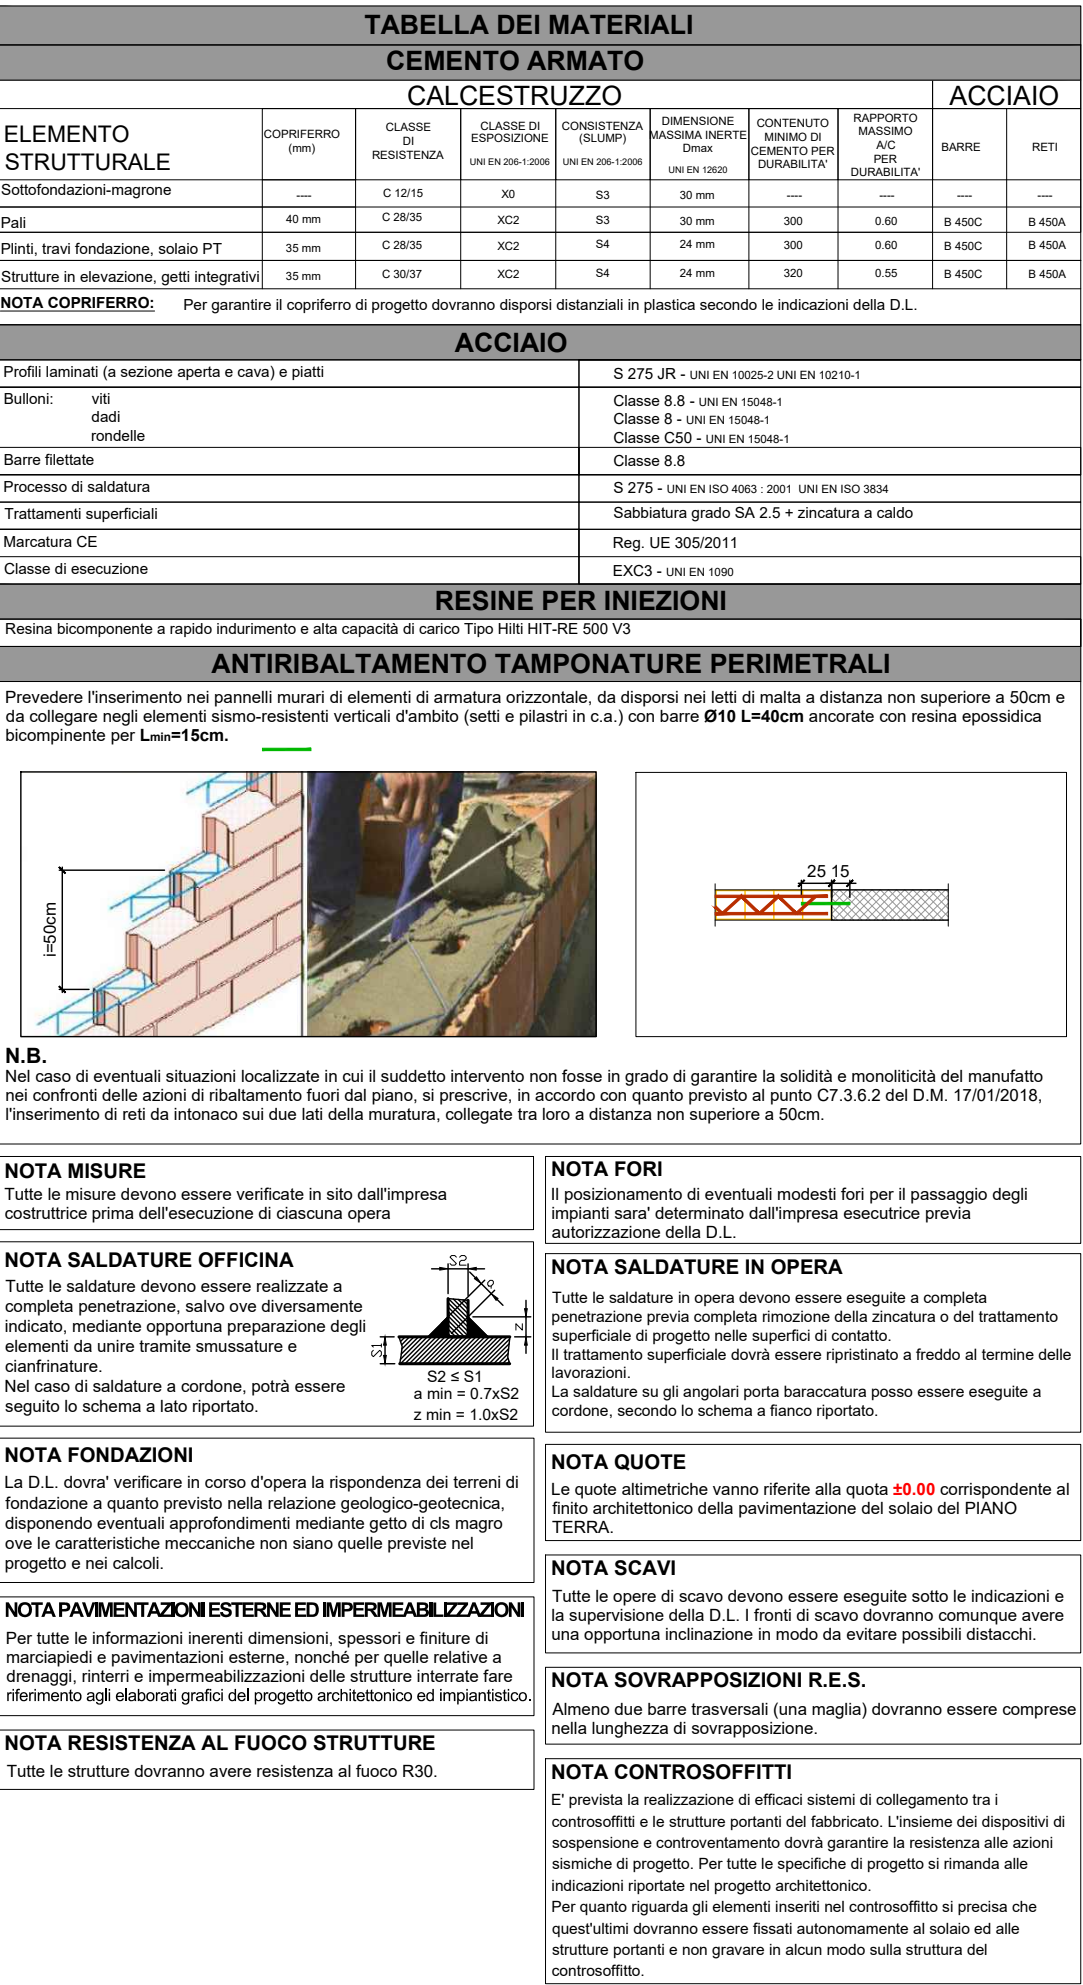 TABELLA DEI MATERIALI
CEMENTO ARMATO
CALCESTRUZZO ACCIAIO
ELEMENTO STRUTTURALE COPRIFERRO (mm) CLASSE DI RESISTENZA CLASSE DI ESPOSIZIONE UNI EN 206-1:2006 CONSISTENZA (SLUMP) UNI EN 206-1:2006 DIMENSIONE MASSIMA INERTE Dmax UNI EN 12620 CONTENUTO MINIMO DI CEMENTO PER DURABILITA' RAPPORTO MASSIMO A/C PER DURABILITA' BARRE RETI
Sottofondazioni-magrone ---- C 12/15 X0 S3 30 mm ---- ---- ---- ----
Pali 40 mm C 28/35 XC2 S3 30 mm 300 0.60 B 450C B 450A
Plinti, travi fondazione, solaio PT 35 mm C 28/35 XC2 S4 24 mm 300 0.60 B 450C B 450A
Strutture in elevazione, getti integrativi 35 mm C 30/37 XC2 S4 24 mm 320 0.55 B 450C B 450A
NOTA COPRIFERRO: Per garantire il copriferro di progetto dovranno disporsi distanziali in plastica secondo le indicazioni della D.L.
ACCIAIO
Profili laminati (a sezione aperta e cava) e piatti S 275 JR - UNI EN 10025-2 UNI EN 10210-1
Bulloni: viti Classe 8.8 - UNI EN 15048-1
dadi Classe 8 - UNI EN 15048-1
rondelle Classe C50 - UNI EN 15048-1
Barre filettate Classe 8.8
Processo di saldatura S 275 - UNI EN ISO 4063 : 2001 UNI EN ISO 3834
Trattamenti superficiali Sabbiatura grado SA 2.5 + zincatura a caldo
Marcatura CE Reg. UE 305/2011
Classe di esecuzione EXC3 - UNI EN 1090
RESINE PER INIEZIONI
Resina bicomponente a rapido indurimento e alta capacità di carico Tipo Hilti HIT-RE 500 V3
ANTIRIBALTAMENTO TAMPONATURE PERIMETRALI
Prevedere l'inserimento nei pannelli murari di elementi di armatura orizzontale, da disporsi nei letti di malta a distanza non superiore a 50cm e
da collegare negli elementi sismo-resistenti verticali d'ambito (setti e pilastri in c.a.) con barre Ø10 L=40cm ancorate con resina epossidica
bicompinente per Lmin=15cm.
i=50cm
25 15
N.B.
Nel caso di eventuali situazioni localizzate in cui il suddetto intervento non fosse in grado di garantire la solidità e monoliticità del manufatto
nei confronti delle azioni di ribaltamento fuori dal piano, si prescrive, in accordo con quanto previsto al punto C7.3.6.2 del D.M. 17/01/2018,
l'inserimento di reti da intonaco sui due lati della muratura, collegate tra loro a distanza non superiore a 50cm.
NOTA MISURE
Tutte le misure devono essere verificate in sito dall'impresa
costruttrice prima dell'esecuzione di ciascuna opera
NOTA SALDATURE OFFICINA
Tutte le saldature devono essere realizzate a
completa penetrazione, salvo ove diversamente
indicato, mediante opportuna preparazione degli
elementi da unire tramite smussature e
cianfrinature.
Nel caso di saldature a cordone, potrà essere
seguito lo schema a lato riportato.
S2
a
z
S1
S2 ≤ S1
a min = 0.7xS2
z min = 1.0xS2
NOTA FONDAZIONI
La D.L. dovra' verificare in corso d'opera la rispondenza dei terreni di
fondazione a quanto previsto nella relazione geologico-geotecnica,
disponendo eventuali approfondimenti mediante getto di cls magro
ove le caratteristiche meccaniche non siano quelle previste nel
progetto e nei calcoli.
NOTA PAVIMENTAZIONI ESTERNE ED IMPERMEABILIZZAZIONI
Per tutte le informazioni inerenti dimensioni, spessori e finiture di
marciapiedi e pavimentazioni esterne, nonché per quelle relative a
drenaggi, rinterri e impermeabilizzazioni delle strutture interrate fare
riferimento agli elaborati grafici del progetto architettonico ed impiantistico.
NOTA RESISTENZA AL FUOCO STRUTTURE
Tutte le strutture dovranno avere resistenza al fuoco R30.
NOTA FORI
Il posizionamento di eventuali modesti fori per il passaggio degli
impianti sara' determinato dall'impresa esecutrice previa
autorizzazione della D.L.
NOTA SALDATURE IN OPERA
Tutte le saldature in opera devono essere eseguite a completa
penetrazione previa completa rimozione della zincatura o del trattamento
superficiale di progetto nelle superfici di contatto.
Il trattamento superficiale dovrà essere ripristinato a freddo al termine delle
lavorazioni.
La saldature su gli angolari porta baraccatura posso essere eseguite a
cordone, secondo lo schema a fianco riportato.
NOTA QUOTE
Le quote altimetriche vanno riferite alla quota ±0.00 corrispondente al
finito architettonico della pavimentazione del solaio del PIANO
TERRA.
NOTA SCAVI
Tutte le opere di scavo devono essere eseguite sotto le indicazioni e
la supervisione della D.L. I fronti di scavo dovranno comunque avere
una opportuna inclinazione in modo da evitare possibili distacchi.
NOTA SOVRAPPOSIZIONI R.E.S.
Almeno due barre trasversali (una maglia) dovranno essere comprese
nella lunghezza di sovrapposizione.
NOTA CONTROSOFFITTI
E' prevista la realizzazione di efficaci sistemi di collegamento tra i
controsoffitti e le strutture portanti del fabbricato. L'insieme dei dispositivi di
sospensione e controventamento dovrà garantire la resistenza alle azioni
sismiche di progetto. Per tutte le specifiche di progetto si rimanda alle
indicazioni riportate nel progetto architettonico.
Per quanto riguarda gli elementi inseriti nel controsoffitto si precisa che
quest'ultimi dovranno essere fissati autonomamente al solaio ed alle
strutture portanti e non gravare in alcun modo sulla struttura del
controsoffitto.